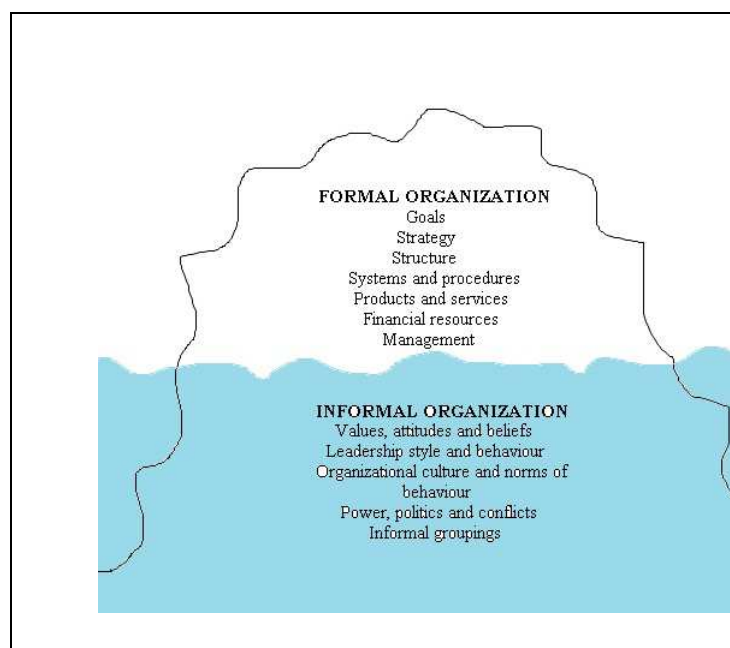 FORMAL ORGANIZATION
Goals
Strategy
Structure
Systems and procedures
Products and services
Financial resources
Management
INFORMAL ORGANIZATION
Values, attitudes and beliefs
Leadership style and behaviour
Organizational culture and norms of
behaviour
Power, politics and conflicts
Informal groupings